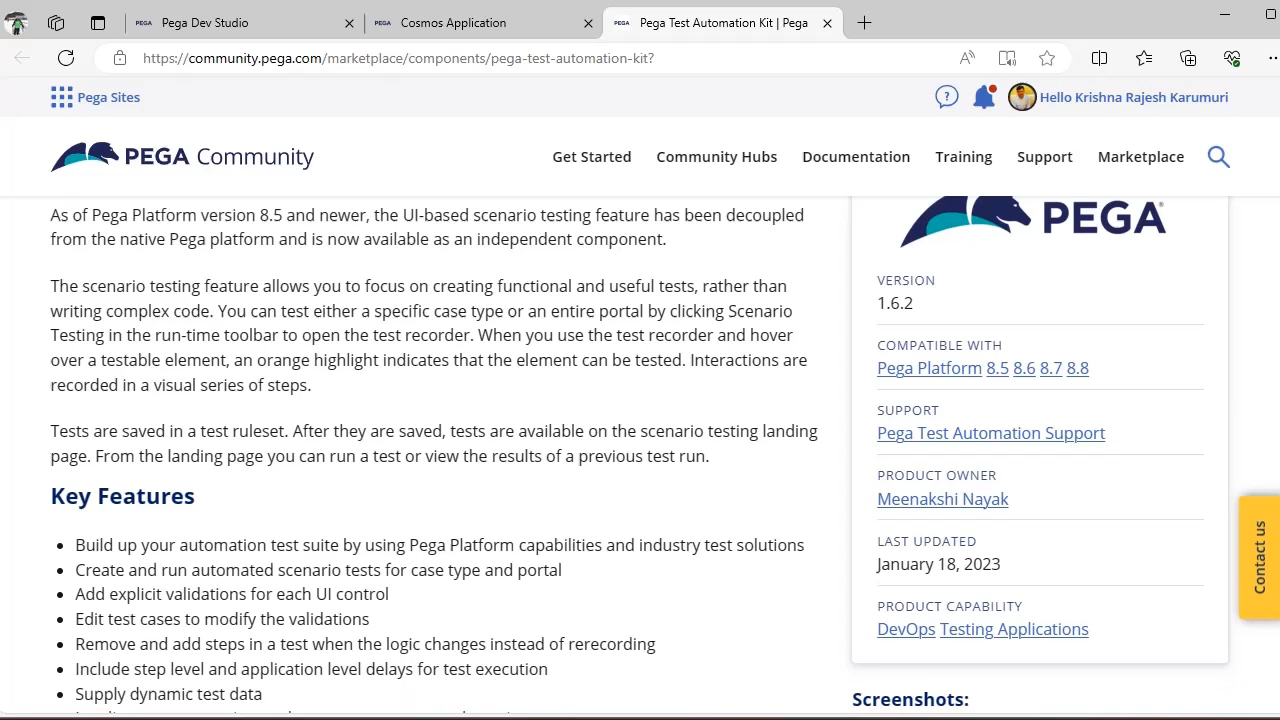 PEGA Pega Dev Studio
PEGA Cosmos Application
PEGA Pega Test Automation Kit | Pega
https://community.pega.com/marketplace/components/pega-test-automation-kit?
Pega Sites
Hello Krishna Rajesh Karumuri
PEGA Community
Get Started
Community Hubs
Documentation
Training
Support
Marketplace
As of Pega Platform version 8.5 and newer, the UI-based scenario testing feature has been decoupled
from the native Pega platform and is now available as an independent component.
The scenario testing feature allows you to focus on creating functional and useful tests, rather than
writing complex code. You can test either a specific case type or an entire portal by clicking Scenario
Testing in the run-time toolbar to open the test recorder. When you use the test recorder and hover
over a testable element, an orange highlight indicates that the element can be tested. Interactions are
recorded in a visual series of steps.
Tests are saved in a test ruleset. After they are saved, tests are available on the scenario testing landing
page. From the landing page you can run a test or view the results of a previous test run.
Key Features
Build up your automation test suite by using Pega Platform capabilities and industry test solutions
Create and run automated scenario tests for case type and portal
Add explicit validations for each UI control
Edit test cases to modify the validations
Remove and add steps in a test when the logic changes instead of rerecording
Include step level and application level delays for test execution
Supply dynamic test data
PEGA
VERSION
1.6.2
COMPATIBLE WITH
Pega Platform 8.5 8.6 8.7 8.8
SUPPORT
Pega Test Automation Support
PRODUCT OWNER
Meenakshi Nayak
LAST UPDATED
January 18, 2023
PRODUCT CAPABILITY
DevOps Testing Applications
Screenshots:
Contact us